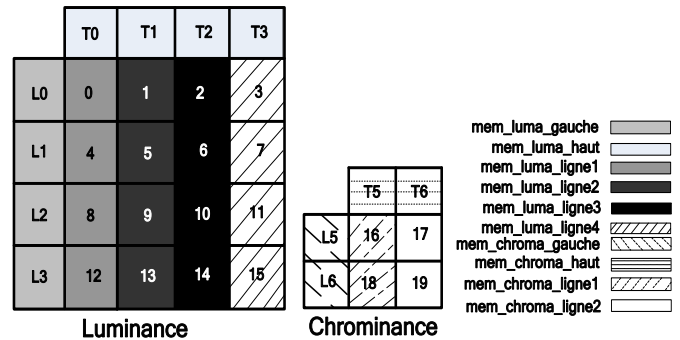 T0 T1 T2 T3
L0 0 1 2 3
L1 4 5 6 7
L2 8 9 10 11
L3 12 13 14 15
Luminance
T5 T6
L5 16 17
L6 18 19
Chrominance
mem_luma_gauche
mem_luma_haut
mem_luma_ligne1
mem_luma_ligne2
mem_luma_ligne3
mem_luma_ligne4
mem_chroma_gauche
mem_chroma_haut
mem_chroma_ligne1
mem_chroma_ligne2